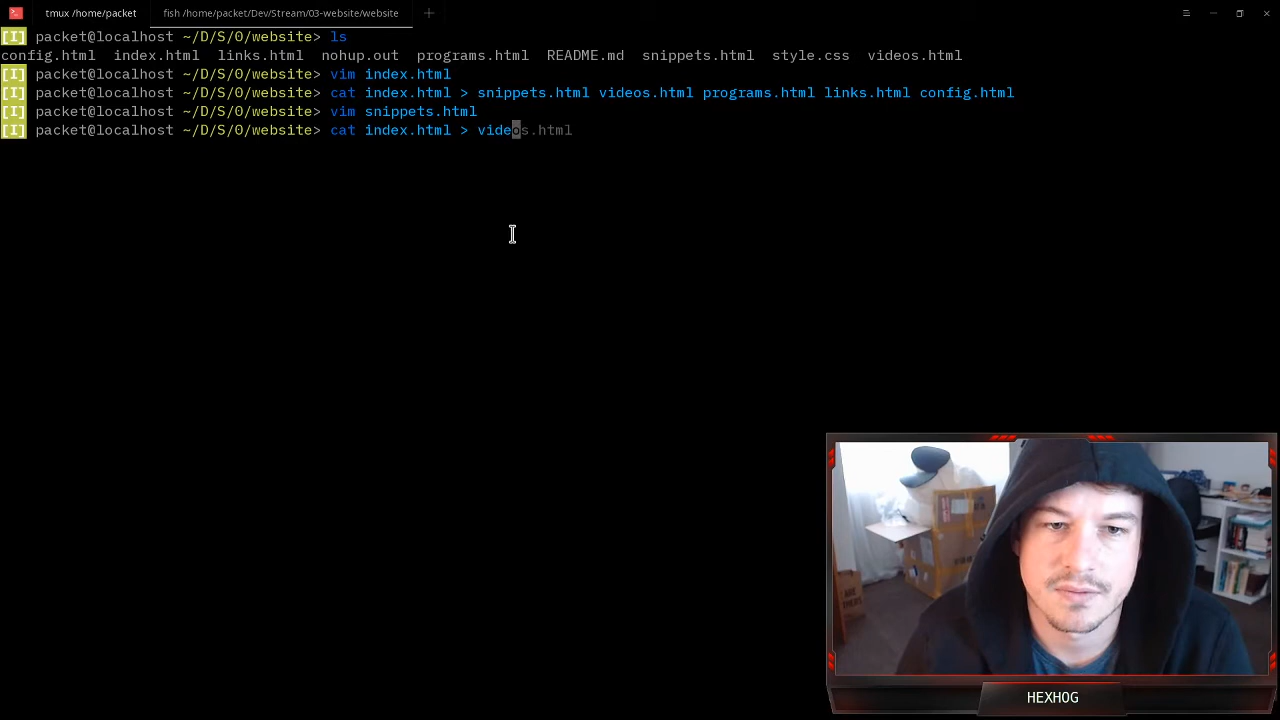 tmux /home/packet
fish /home/packet/Dev/Stream/03-website/website
[I] packet@localhost ~/D/S/0/website> ls
config.html index.html links.html nohup.out programs.html README.md snippets.html style.css videos.html
[I] packet@localhost ~/D/S/0/website> vim index.html
[I] packet@localhost ~/D/S/0/website> cat index.html > snippets.html videos.html programs.html links.html config.html
[I] packet@localhost ~/D/S/0/website> vim snippets.html
[I] packet@localhost ~/D/S/0/website> cat index.html > videos.html
HEXHOG